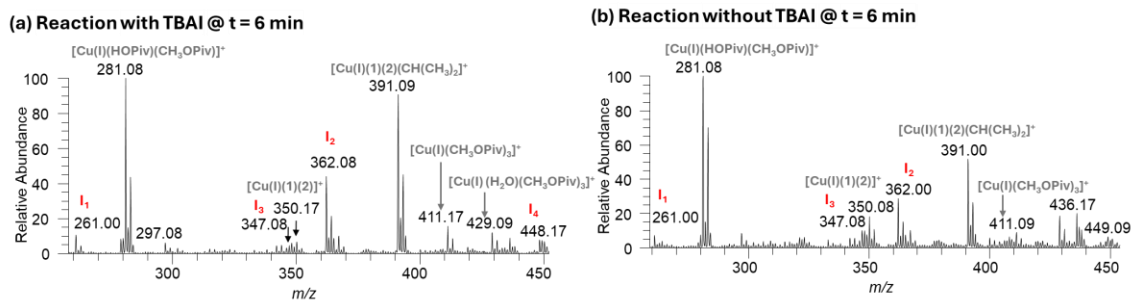 (a) Reaction with TBAI @ t = 6 min
[Cu(I)(HOPiv)(CH₃OPiv)]⁺
281.08
[Cu(I)(1)(2)(CH(CH₃)₂]⁺
391.09
100
80
60
40
20
0
Relative Abundance
I₁
261.00
297.08
I₂
362.08
[Cu(I)(1)(2)]⁺
I₃
350.17
347.08
[Cu(I)(CH₃OPiv)₃]⁺
411.17
[Cu(I) (H₂O)(CH₃OPiv)₃]⁺
429.09
I₄
448.17
300
350
400
450
m/z
(b) Reaction without TBAI @ t = 6 min
[Cu(I)(HOPiv)(CH₃OPiv)]⁺
281.08
100
80
60
40
20
0
Relative Abundance
I₁
261.00
[Cu(I)(1)(2)(CH(CH₃)₂]⁺
391.00
I₂
362.00
[Cu(I)(1)(2)]⁺
I₃
350.08
347.08
[Cu(I)(CH₃OPiv)₃]⁺
411.09
436.17
449.09
300
350
400
450
m/z